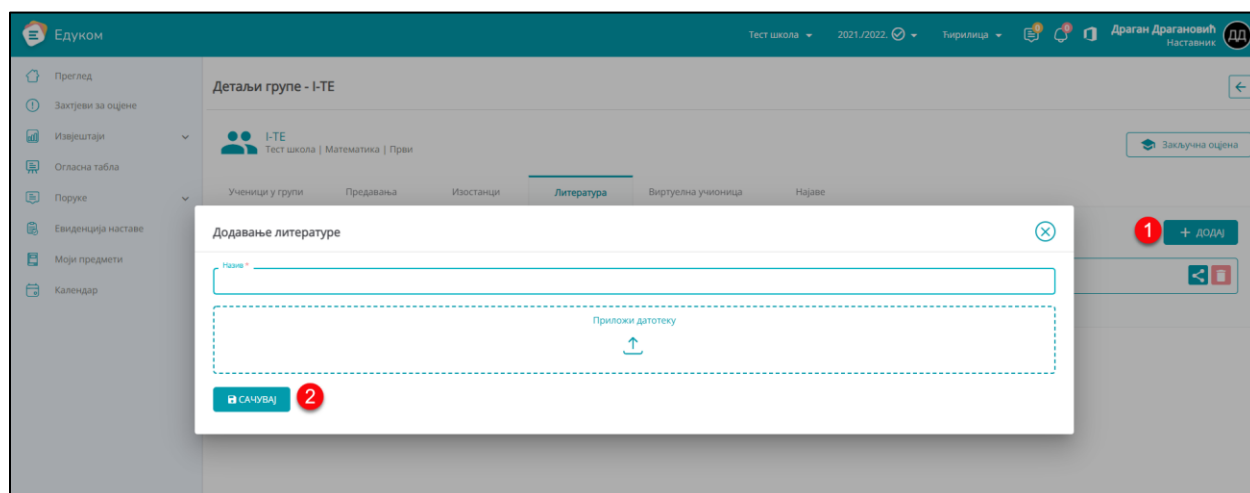 Едуком
Тест школа
2021./2022.
Ћирилица
0
0
Драган Драгановић
Наставник
ДД
Преглед
Захтјеви за оцјене
Извјештаји
Огласна табла
Поруке
Евиденција наставе
Моји предмети
Календар
Детаљи групе - I-TE
I-TE
Тест школа | Математика | Први
Закључна оцјена
Ученици у групи
Предавања
Изостанци
Литература
Виртуелна учионица
Најаве
1
+ ДОДАЈ
Додавање литературе
Назив *
Приложи датотеку
САЧУВАЈ
2